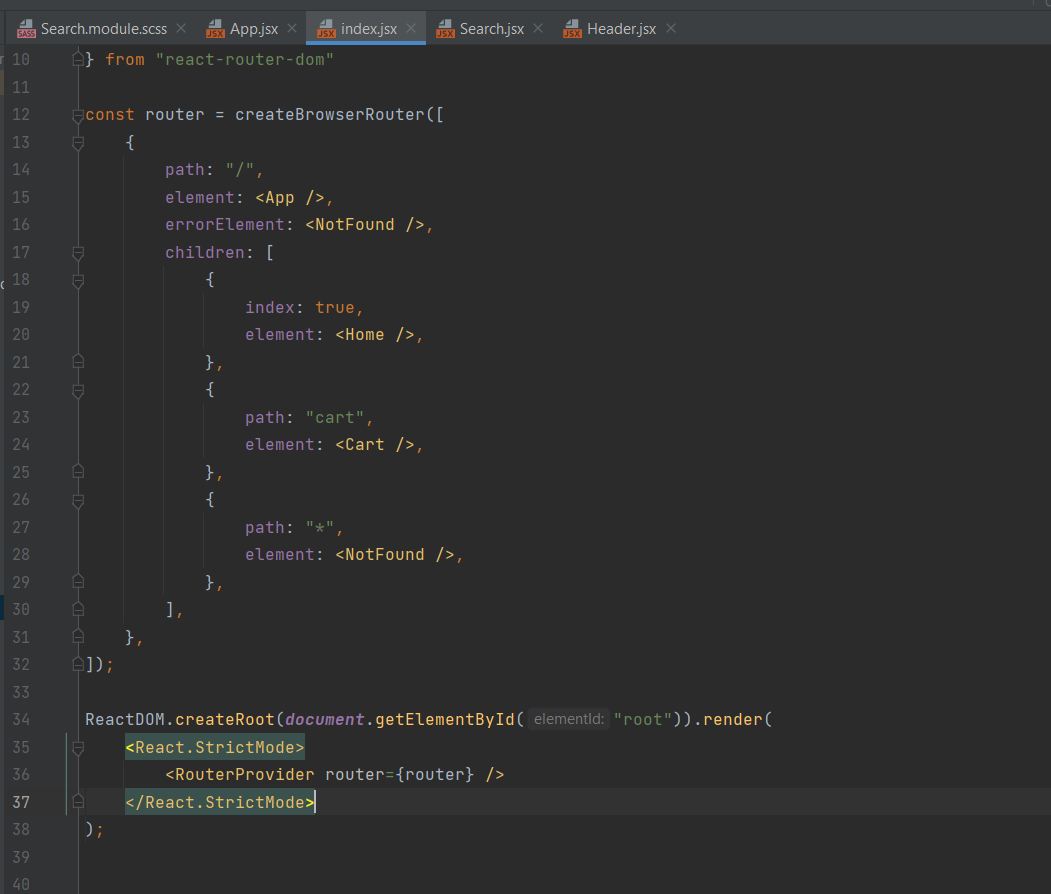 Search.module.scss App.jsx index.jsx Search.jsx Header.jsx
10 } from "react-router-dom"
11
12 const router = createBrowserRouter([
13     {
14         path: "/",
15         element: <App />,
16         errorElement: <NotFound />,
17         children: [
18             {
19                 index: true,
20                 element: <Home />,
21             },
22             {
23                 path: "cart",
24                 element: <Cart />,
25             },
26             {
27                 path: "*",
28                 element: <NotFound />,
29             },
30         ],
31     },
32 ]);
33
34 ReactDOM.createRoot(document.getElementById( elementId: "root")).render(
35     <React.StrictMode>
36         <RouterProvider router={router} />
37     </React.StrictMode>
38 );
39
40